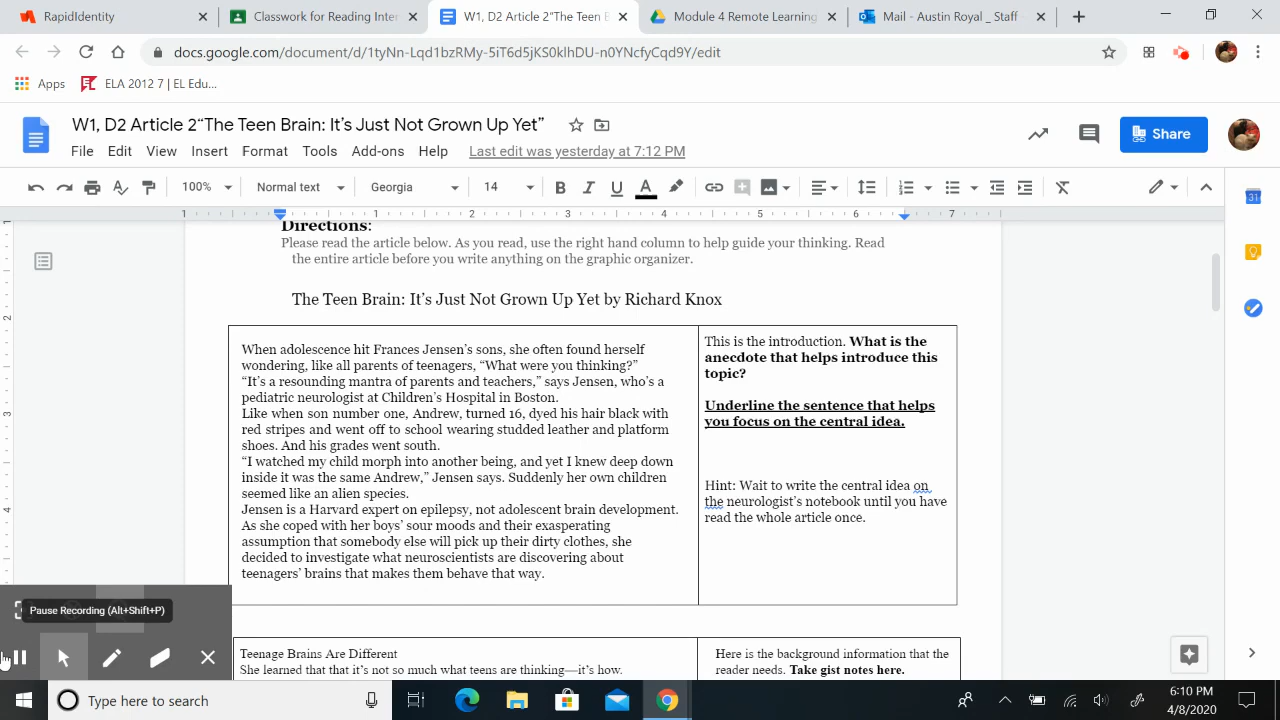 RapidIdentity
Classwork for Reading Inter
W1, D2 Article 2“The Teen B
Module 4 Remote Learning
Mail - Austin Royal _ Staff -
docs.google.com/document/d/1tyNn-Lqd1bzRMy-5iT6d5jKS0klhDU-n0YNcfyCqd9Y/edit
Apps
ELA 2012 7 | EL Edu...
W1, D2 Article 2“The Teen Brain: It’s Just Not Grown Up Yet”
Share
File Edit View Insert Format Tools Add-ons Help Last edit was yesterday at 7:12 PM
100% Normal text Georgia 14 B I U A
1 1 2 3 4 5 6 7
Directions:
Please read the article below. As you read, use the right hand column to help guide your thinking. Read
the entire article before you write anything on the graphic organizer.
The Teen Brain: It’s Just Not Grown Up Yet by Richard Knox
When adolescence hit Frances Jensen’s sons, she often found herself
wondering, like all parents of teenagers, “What were you thinking?”
“It’s a resounding mantra of parents and teachers,” says Jensen, who’s a
pediatric neurologist at Children’s Hospital in Boston.
Like when son number one, Andrew, turned 16, dyed his hair black with
red stripes and went off to school wearing studded leather and platform
shoes. And his grades went south.
“I watched my child morph into another being, and yet I knew deep down
inside it was the same Andrew,” Jensen says. Suddenly her own children
seemed like an alien species.
Jensen is a Harvard expert on epilepsy, not adolescent brain development.
As she coped with her boys’ sour moods and their exasperating
assumption that somebody else will pick up their dirty clothes, she
decided to investigate what neuroscientists are discovering about
teenagers’ brains that makes them behave that way.
This is the introduction. What is the
anecdote that helps introduce this
topic?
Underline the sentence that helps
you focus on the central idea.
Hint: Wait to write the central idea on
the neurologist’s notebook until you have
read the whole article once.
Teenage Brains Are Different
She learned that that it’s not so much what teens are thinking—it’s how.
Here is the background information that the
reader needs. Take gist notes here.
1
2
3
4
31
Pause Recording (Alt+Shift+P)
Type here to search
6:10 PM
4/8/2020